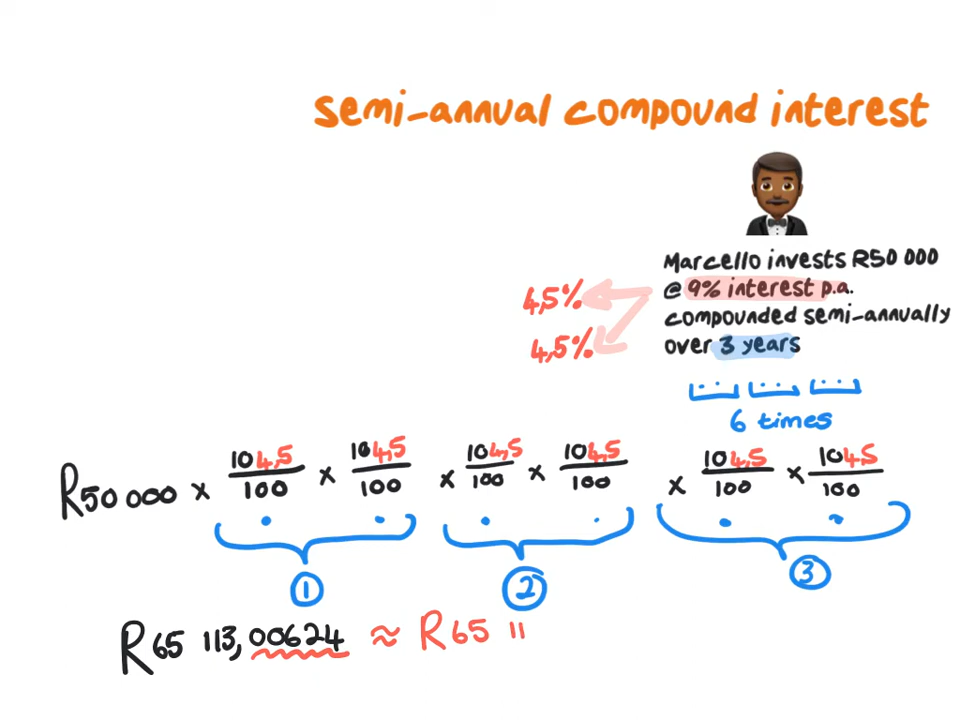 semi-annual compound interest
Marcello invests R50 000
@ 9% interest p.a.
compounded semi-annually
over 3 years
4,5%
4,5%
6 times
R50 000 × 104,5/100 × 104,5/100 × 104,5/100 × 104,5/100 × 104,5/100 × 104,5/100
1 2 3
R65 113,00624 ≈ R65 11